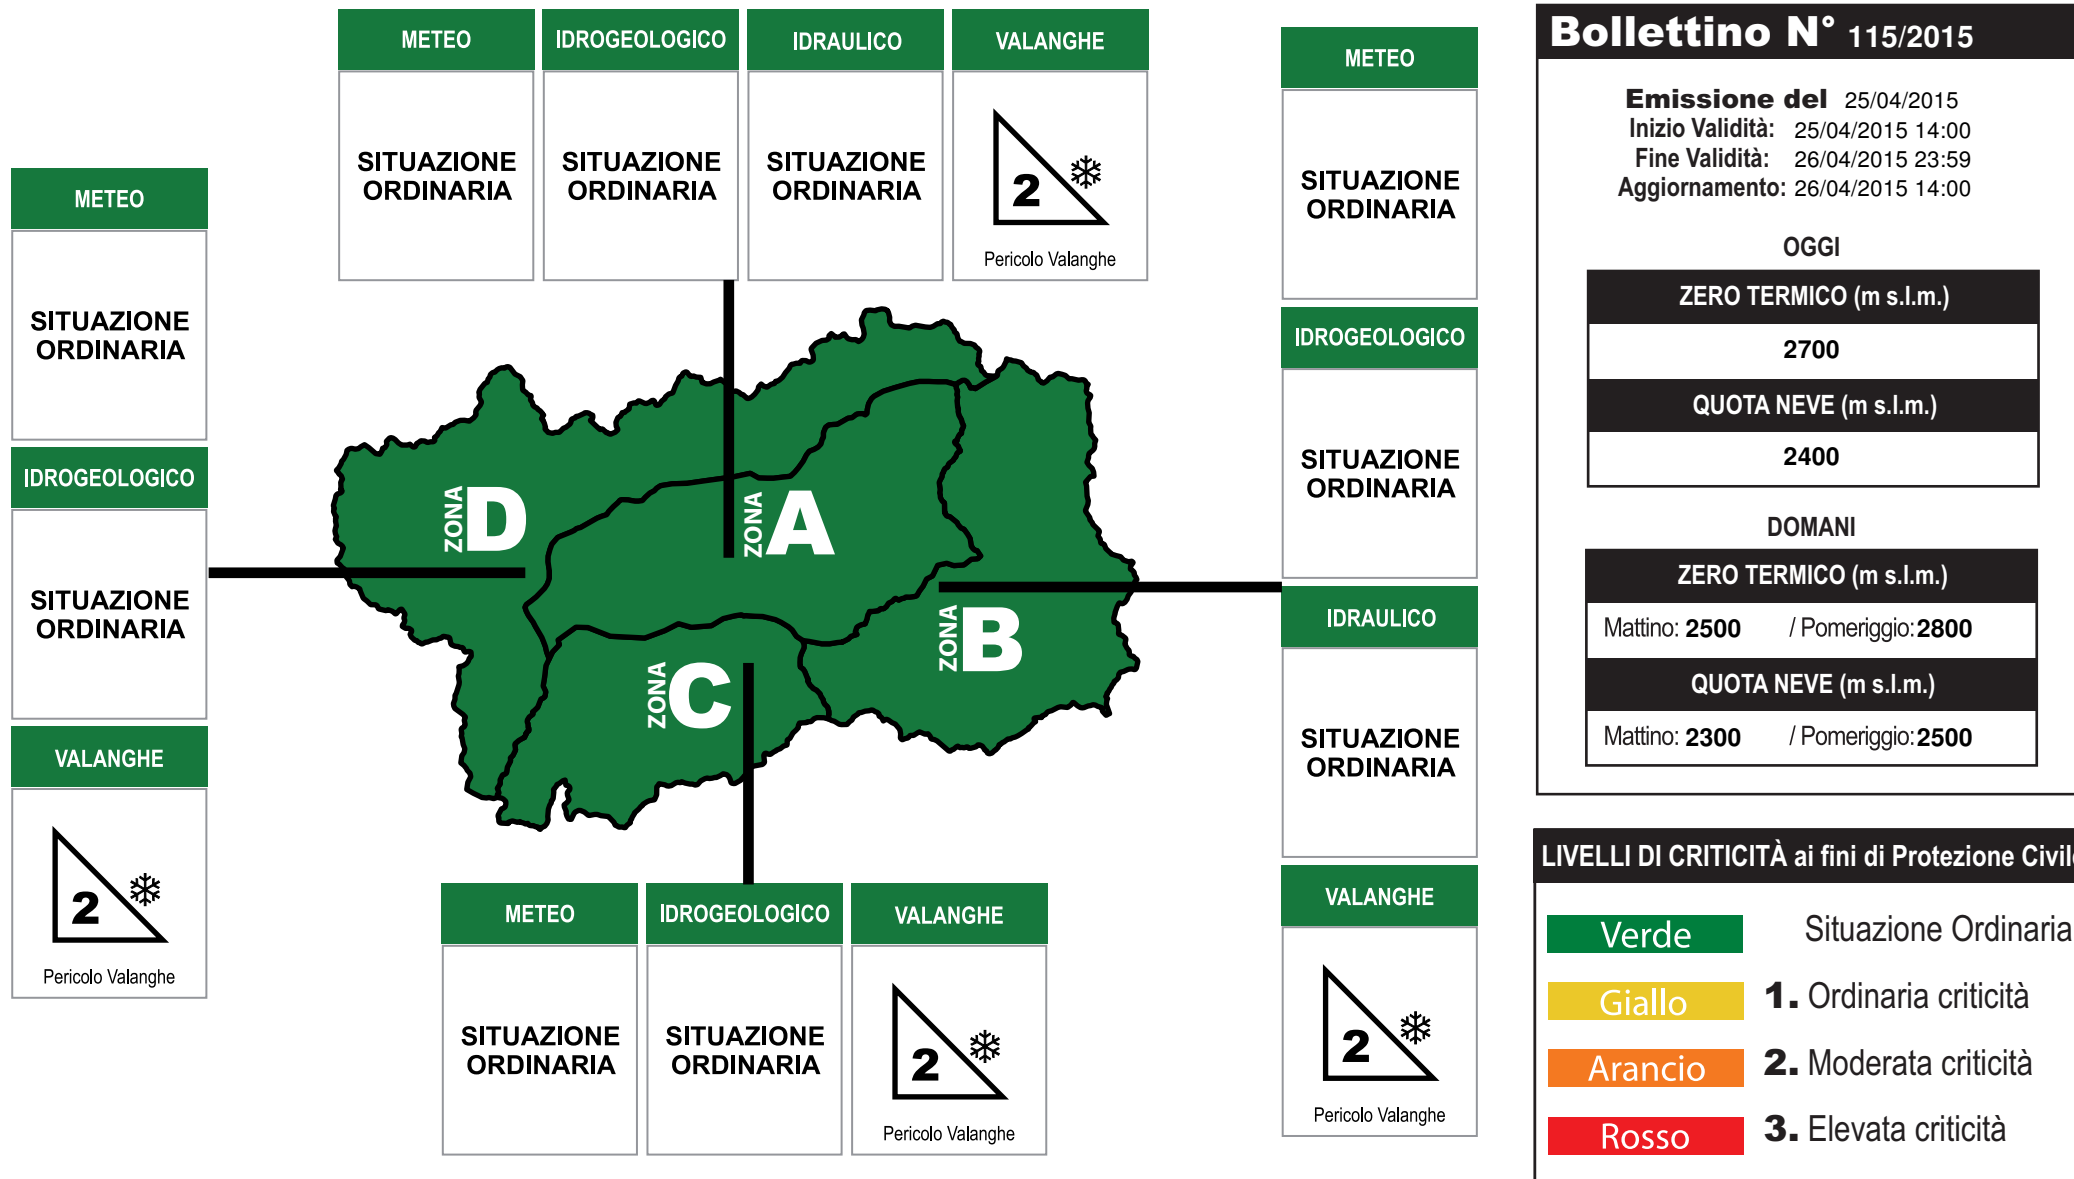 METEO
SITUAZIONE
ORDINARIA
IDROGEOLOGICO
SITUAZIONE
ORDINARIA
IDRAULICO
SITUAZIONE
ORDINARIA
VALANGHE
2
Pericolo Valanghe
METEO
SITUAZIONE
ORDINARIA
IDROGEOLOGICO
SITUAZIONE
ORDINARIA
VALANGHE
2
Pericolo Valanghe
ZONA D
ZONA A
ZONA B
ZONA C
METEO
SITUAZIONE
ORDINARIA
IDROGEOLOGICO
SITUAZIONE
ORDINARIA
VALANGHE
2
Pericolo Valanghe
METEO
SITUAZIONE
ORDINARIA
IDROGEOLOGICO
SITUAZIONE
ORDINARIA
IDRAULICO
SITUAZIONE
ORDINARIA
VALANGHE
2
Pericolo Valanghe
Bollettino N° 115/2015
Emissione del 25/04/2015
Inizio Validità: 25/04/2015 14:00
Fine Validità: 26/04/2015 23:59
Aggiornamento: 26/04/2015 14:00
OGGI
ZERO TERMICO (m s.l.m.)
2700
QUOTA NEVE (m s.l.m.)
2400
DOMANI
ZERO TERMICO (m s.l.m.)
Mattino: 2500 / Pomeriggio: 2800
QUOTA NEVE (m s.l.m.)
Mattino: 2300 / Pomeriggio: 2500
LIVELLI DI CRITICITÀ ai fini di Protezione Civile
Verde Situazione Ordinaria
Giallo 1. Ordinaria criticità
Arancio 2. Moderata criticità
Rosso 3. Elevata criticità